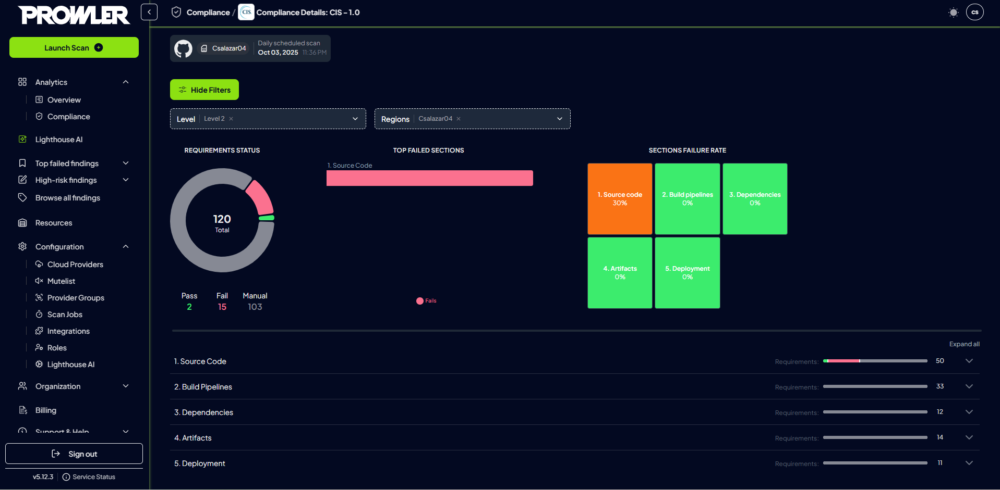 PROWLER
Compliance / CIS. Compliance Details: CIS - 1.0
cs
Launch Scan
Csalazar04
Daily scheduled scan
Oct 03, 2025 11:36 PM
Analytics
Overview
Compliance
Lighthouse AI
Top failed findings
High-risk findings
Browse all findings
Resources
Configuration
Cloud Providers
Mutelist
Provider Groups
Scan Jobs
Integrations
Roles
Lighthouse AI
Organization
Billing
Support & Help
Sign out
v5.12.3
Service Status
Hide Filters
Level Level 2 ×
Regions Csalazar04 ×
REQUIREMENTS STATUS
120
Total
Pass Fail Manual
2 15 103
TOP FAILED SECTIONS
1. Source Code
Fails
SECTIONS FAILURE RATE
1. Source code
30%
2. Build pipelines
0%
3. Dependencies
0%
4. Artifacts
0%
5. Deployment
0%
Expand all
1. Source Code Requirements: 50
2. Build Pipelines Requirements: 33
3. Dependencies Requirements: 12
4. Artifacts Requirements: 14
5. Deployment Requirements: 11